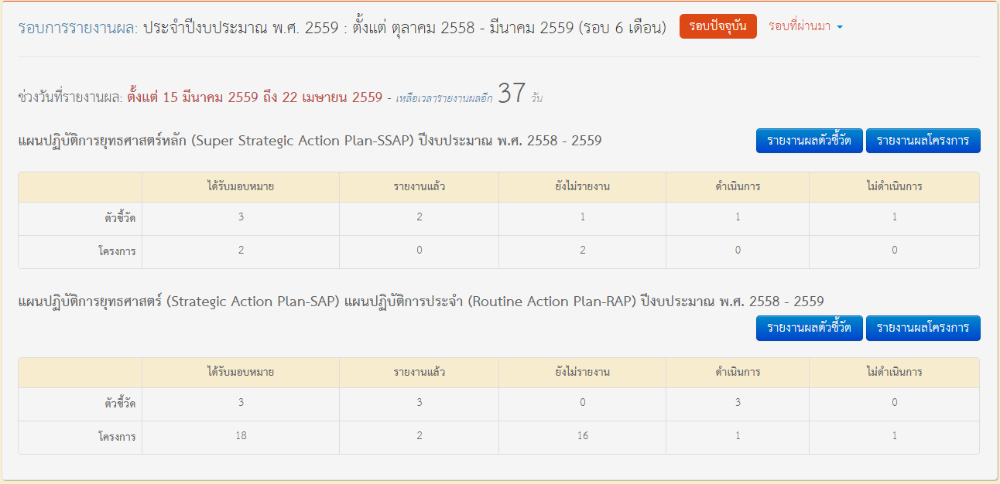 รอบการรายงานผล: ประจำปีงบประมาณ พ.ศ. 2559 : ตั้งแต่ ตุลาคม 2558 - มีนาคม 2559 (รอบ 6 เดือน) รอบปัจจุบัน รอบที่ผ่านมา
ช่วงวันที่รายงานผล: ตั้งแต่ 15 มีนาคม 2559 ถึง 22 เมษายน 2559 - เหลือเวลารายงานผลอีก 37 วัน
แผนปฏิบัติการยุทธศาสตร์หลัก (Super Strategic Action Plan-SSAP) ปีงบประมาณ พ.ศ. 2558 - 2559 รายงานผลตัวชี้วัด รายงานผลโครงการ
ได้รับมอบหมาย รายงานแล้ว ยังไม่รายงาน ดำเนินการ ไม่ดำเนินการ
ตัวชี้วัด 3 2 1 1 1
โครงการ 2 0 2 0 0
แผนปฏิบัติการยุทธศาสตร์ (Strategic Action Plan-SAP) แผนปฏิบัติการประจำ (Routine Action Plan-RAP) ปีงบประมาณ พ.ศ. 2558 - 2559
รายงานผลตัวชี้วัด รายงานผลโครงการ
ได้รับมอบหมาย รายงานแล้ว ยังไม่รายงาน ดำเนินการ ไม่ดำเนินการ
ตัวชี้วัด 3 3 0 3 0
โครงการ 18 2 16 1 1